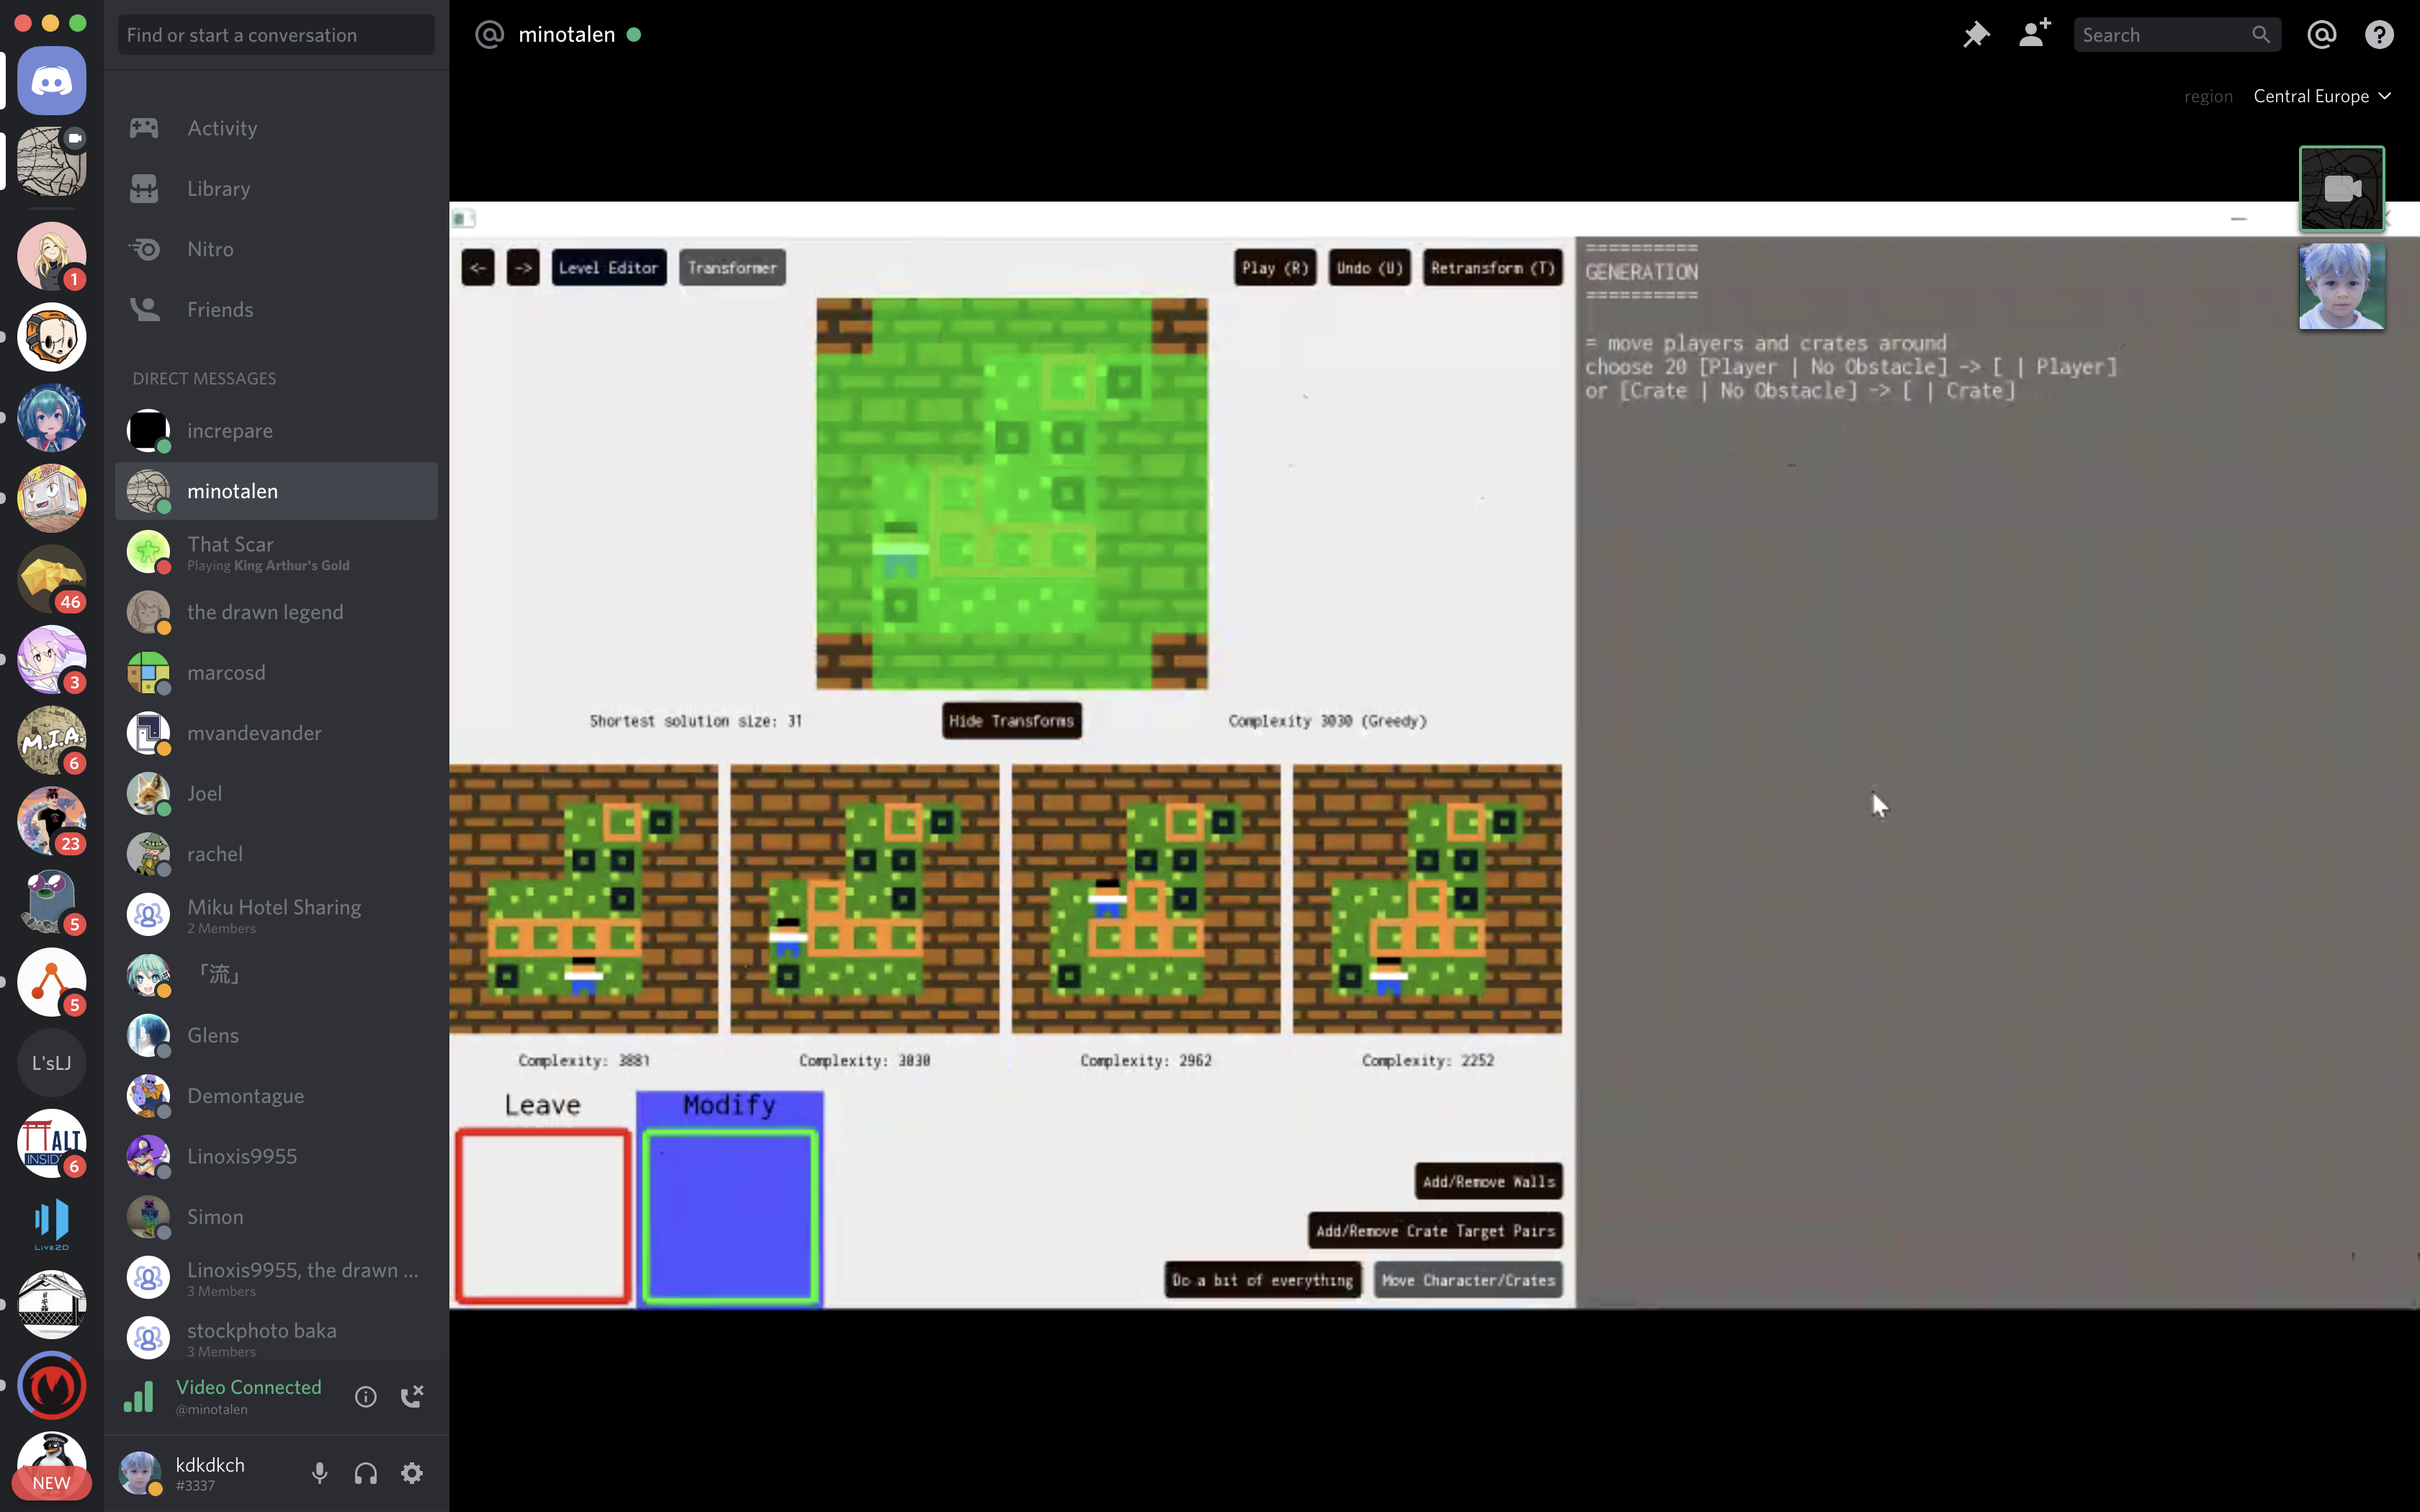 Find or start a conversation
Activity
Library
Nitro
Friends
DIRECT MESSAGES
increpare
minotalen
That Scar
Playing King Arthur's Gold
the drawn legend
marcosd
mvandevander
Joel
rachel
Miku Hotel Sharing
2 Members
「流」
Glens
Demontague
Linoxis9955
Simon
Linoxis9955, the drawn ...
3 Members
stockphoto baka
3 Members
Video Connected
@minotalen
kdkdkch
#3337
1
46
3
M.I.A.
6
23
5
5
L'sLJ
ALT
INSID
6
Live2D
NEW
minotalen
Search
region Central Europe
<- -> Level Editor Transformer Play (R) Undo (U) Retransform (T)
Shortest solution size: 31 Hide Transforms Complexity 3030 (Greedy)
Complexity: 3881 Complexity: 3030 Complexity: 2962 Complexity: 2252
Leave Modify
Add/Remove Walls
Add/Remove Crate Target Pairs
Do a bit of everything Move Character/Crates
==========
GENERATION
==========
= move players and crates around
choose 20 [Player | No Obstacle] -> [ | Player]
or [Crate | No Obstacle] -> [ | Crate]